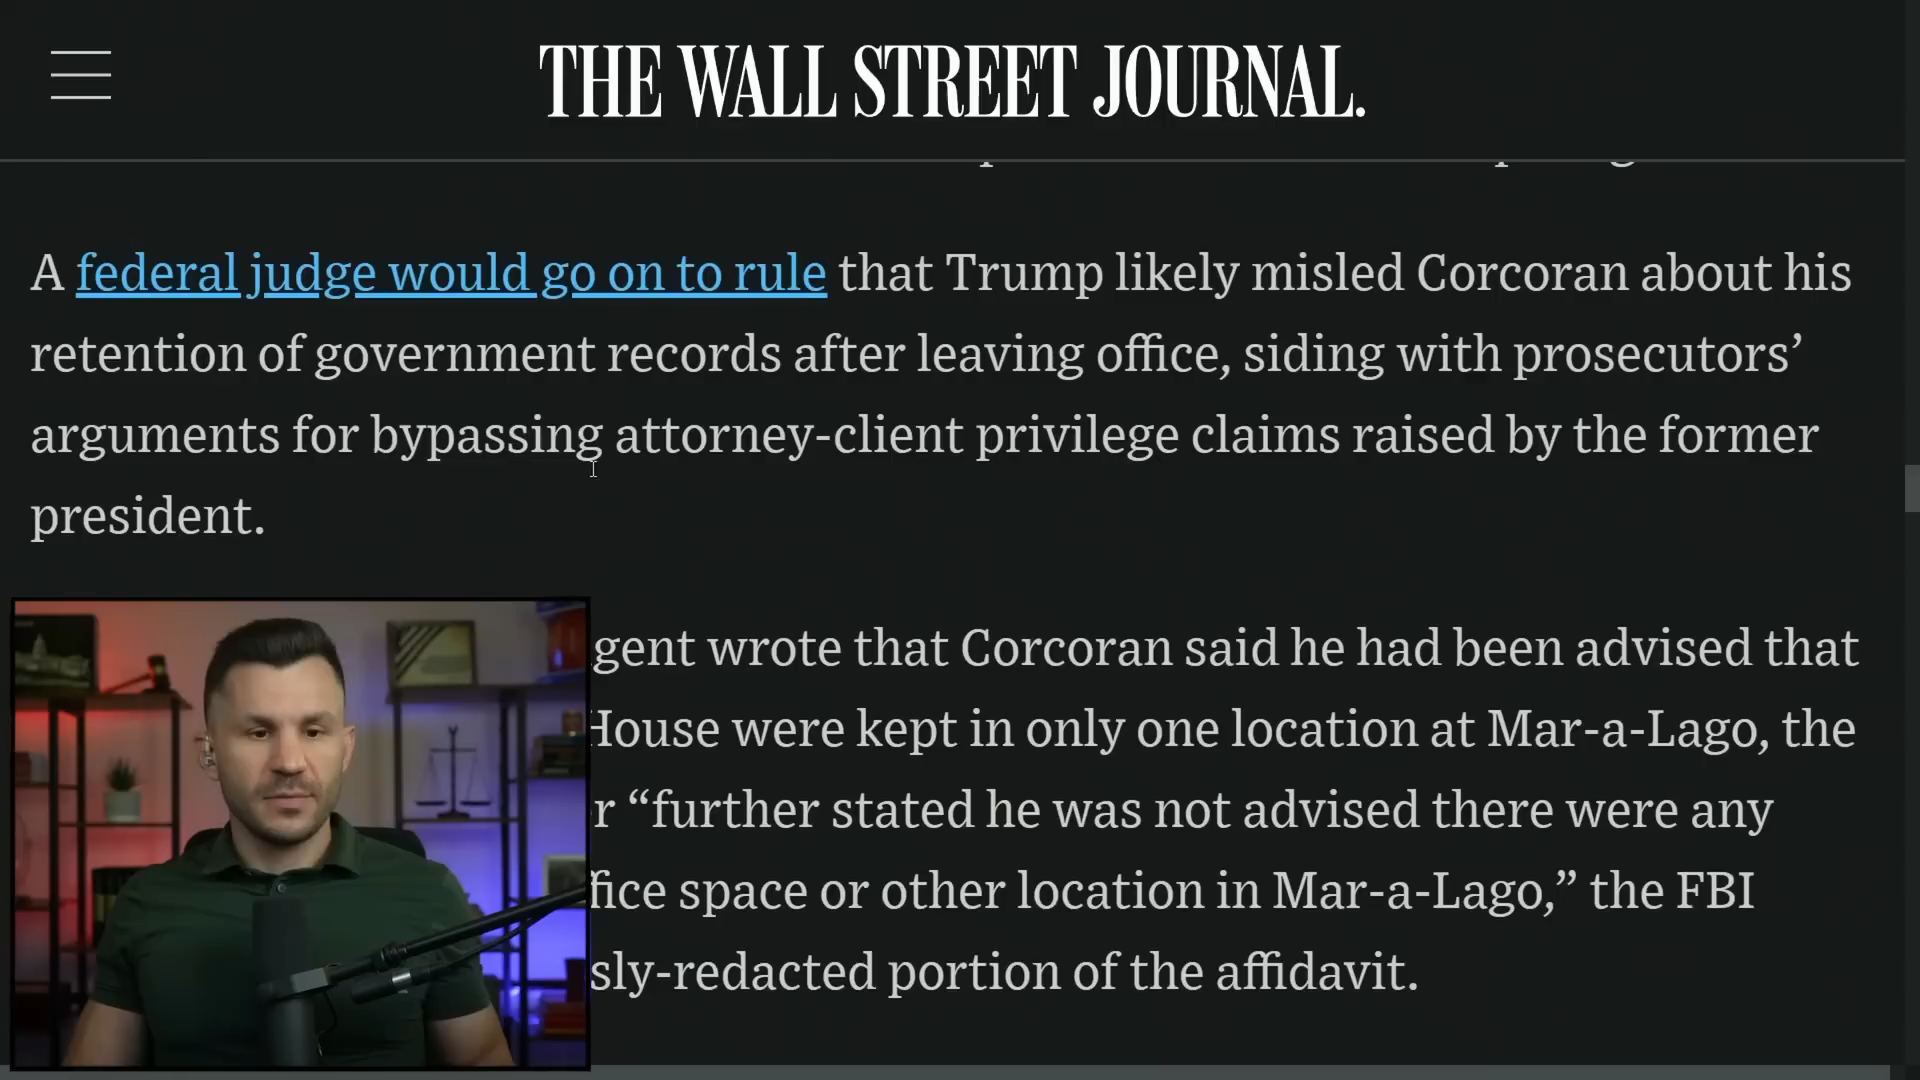 THE WALL STREET JOURNAL.
A federal judge would go on to rule that Trump likely misled Corcoran about his
retention of government records after leaving office, siding with prosecutors’
arguments for bypassing attorney-client privilege claims raised by the former
president.
gent wrote that Corcoran said he had been advised that
House were kept in only one location at Mar-a-Lago, the
r “further stated he was not advised there were any
fice space or other location in Mar-a-Lago,” the FBI
sly-redacted portion of the affidavit.